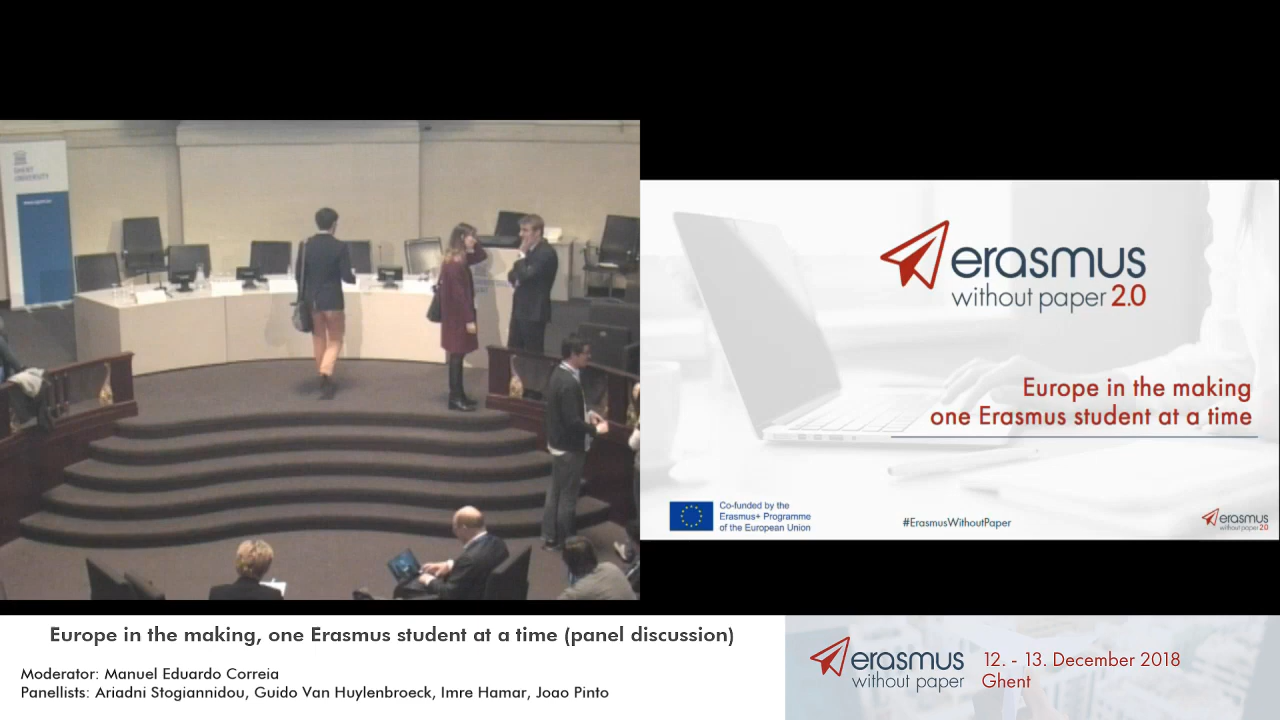 GHENT
UNIVERSITY
erasmus
without paper 2.0
Europe in the making
one Erasmus student at a time
Co-funded by the
Erasmus+ Programme
of the European Union
#ErasmusWithoutPaper
erasmus
without paper 2.0
Europe in the making, one Erasmus student at a time (panel discussion)
Moderator: Manuel Eduardo Correia
Panellists: Ariadni Stogiannidou, Guido Van Huylenbroeck, Imre Hamar, Joao Pinto
erasmus
without paper
12. - 13. December 2018
Ghent